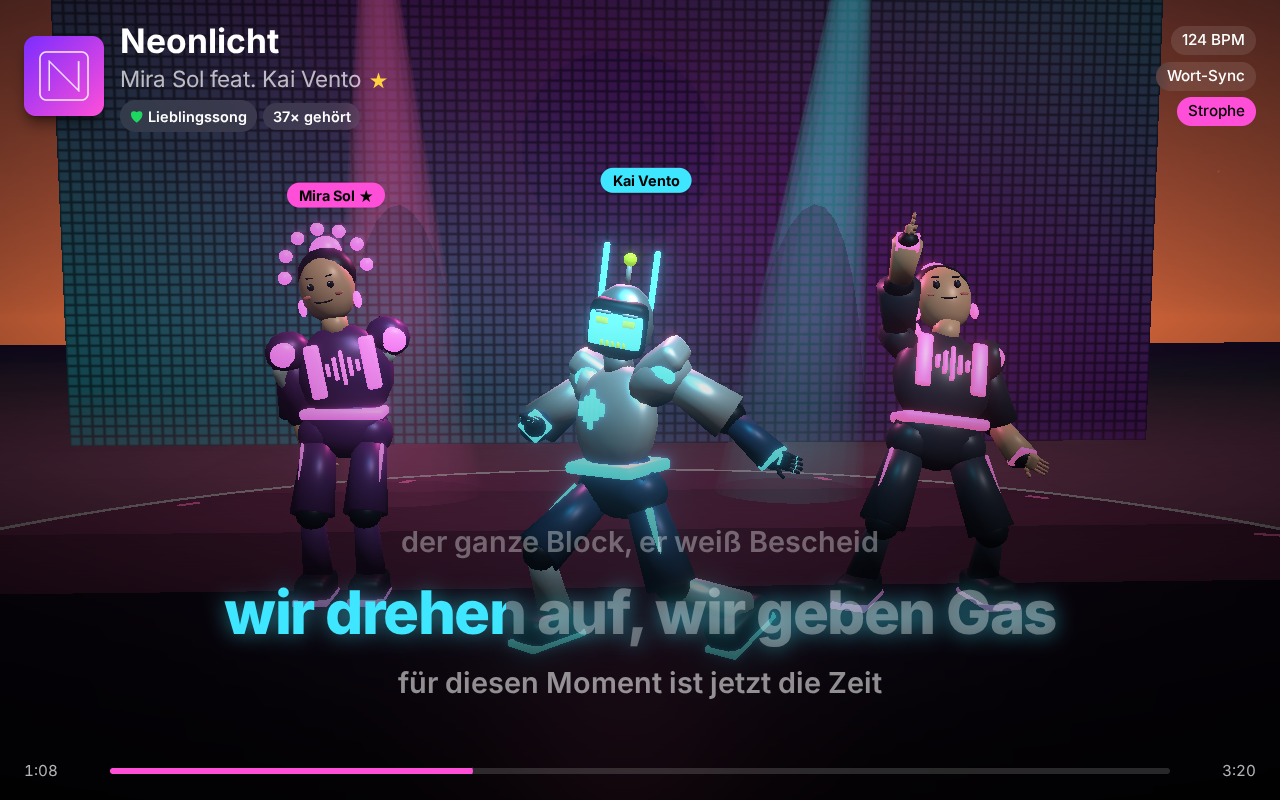 N
Neonlicht
Mira Sol feat. Kai Vento ★
Lieblingssong
37× gehört
124 BPM
Wort-Sync
Strophe
Mira Sol ★
Kai Vento
der ganze Block, er weiß Bescheid
wir drehen auf, wir geben Gas
für diesen Moment ist jetzt die Zeit
1:08
3:20